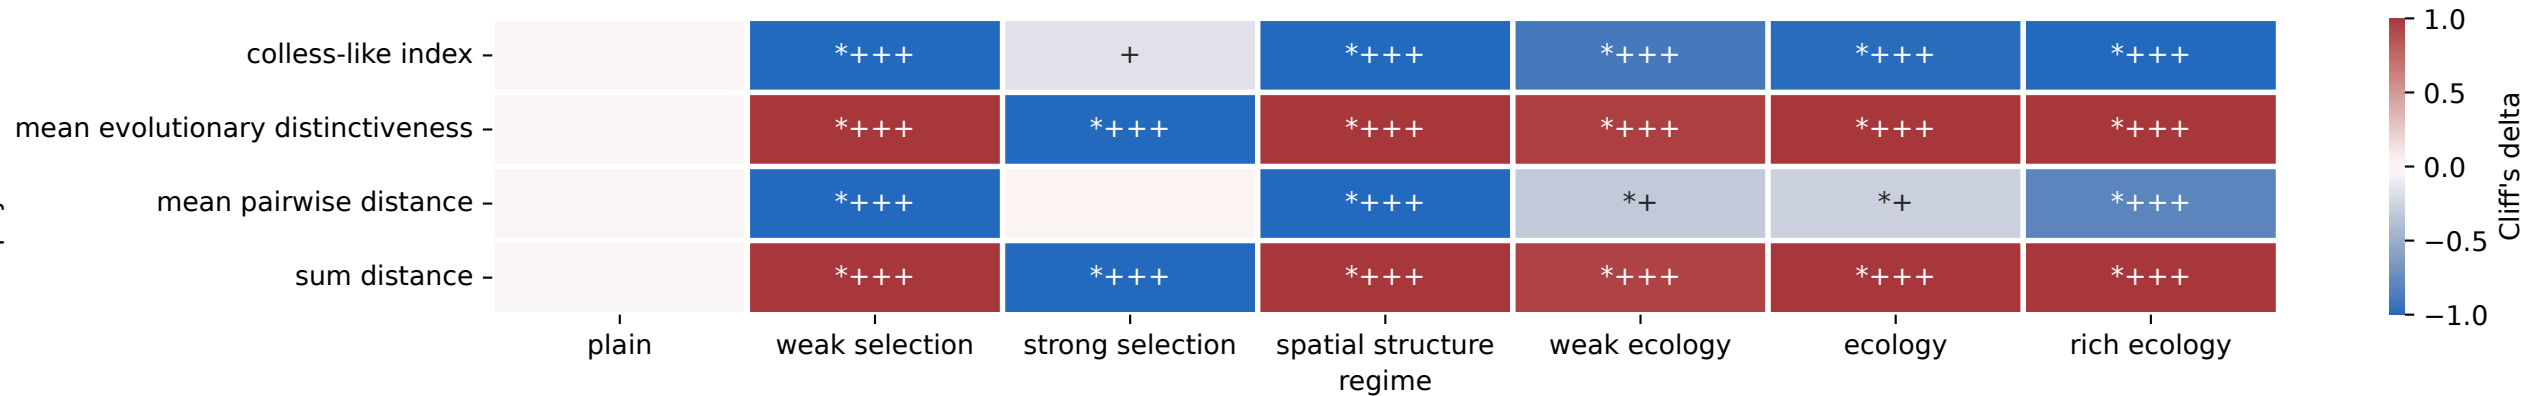 colless-like index *+++ + *+++ *+++ *+++ *+++
mean evolutionary distinctiveness *+++ *+++ *+++ *+++ *+++ *+++
mean pairwise distance *+++ *+++ *+ *+ *+++
sum distance *+++ *+++ *+++ *+++ *+++ *+++
plain weak selection strong selection spatial structure weak ecology ecology rich ecology
regime
1.0
0.5
0.0
−0.5
−1.0
Cliff's delta